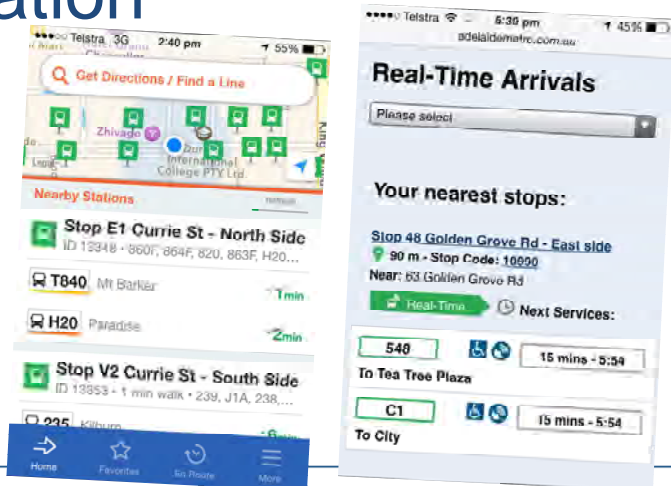 ation
Telstra 3G 2:40 pm 55%
Get Directions / Find a Line
Zhivago
International
College PTY Ltd.
Nearby Stations
Stop E1 Currie St - North Side
ID 13348 • 860F, 864F, 820, 863F, H20...
T840 Mt Barker 1min
H20 Paradise 2min
Stop V2 Currie St - South Side
ID 13353 • 1 min walk • 239, J1A, 238,...
235 Kilburn
Home Favorites En Route More
Telstra 5:39 pm 45%
adelaidemetro.com.au
Real-Time Arrivals
Please select
Your nearest stops:
Stop 48 Golden Grove Rd - East side
90 m - Stop Code:
Near: 63 Golden Grove Rd
Real-Time Next Services:
548 15 mins - 5:54
To Tea Tree Plaza
C1 15 mins - 5:54
To City